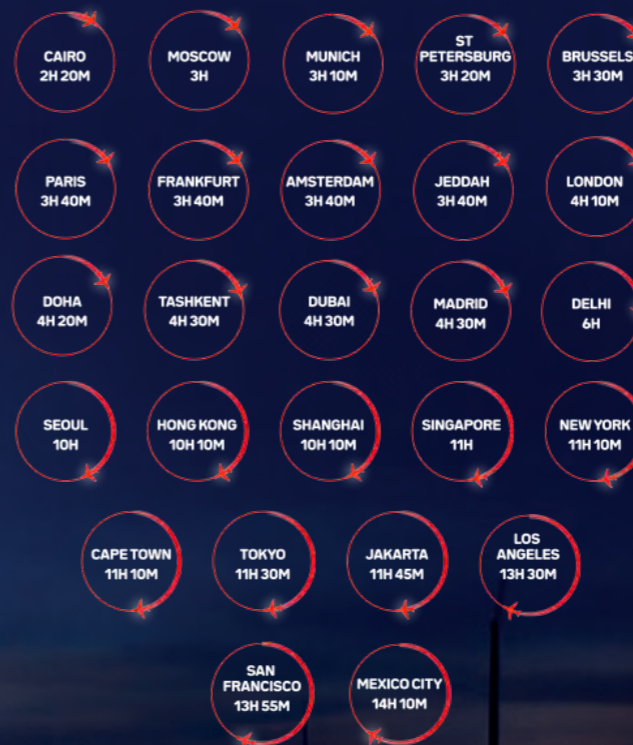 CAIRO
2H 20M
MOSCOW
3H
MUNICH
3H 10M
ST
PETERSBURG
3H 20M
BRUSSELS
3H 30M
PARIS
3H 40M
FRANKFURT
3H 40M
AMSTERDAM
3H 40M
JEDDAH
3H 40M
LONDON
4H 10M
DOHA
4H 20M
TASHKENT
4H 30M
DUBAI
4H 30M
MADRID
4H 30M
DELHI
6H
SEOUL
10H
HONG KONG
10H 10M
SHANGHAI
10H 10M
SINGAPORE
11H
NEW YORK
11H 10M
CAPE TOWN
11H 10M
TOKYO
11H 30M
JAKARTA
11H 45M
LOS
ANGELES
13H 30M
SAN
FRANCISCO
13H 55M
MEXICO CITY
14H 10M